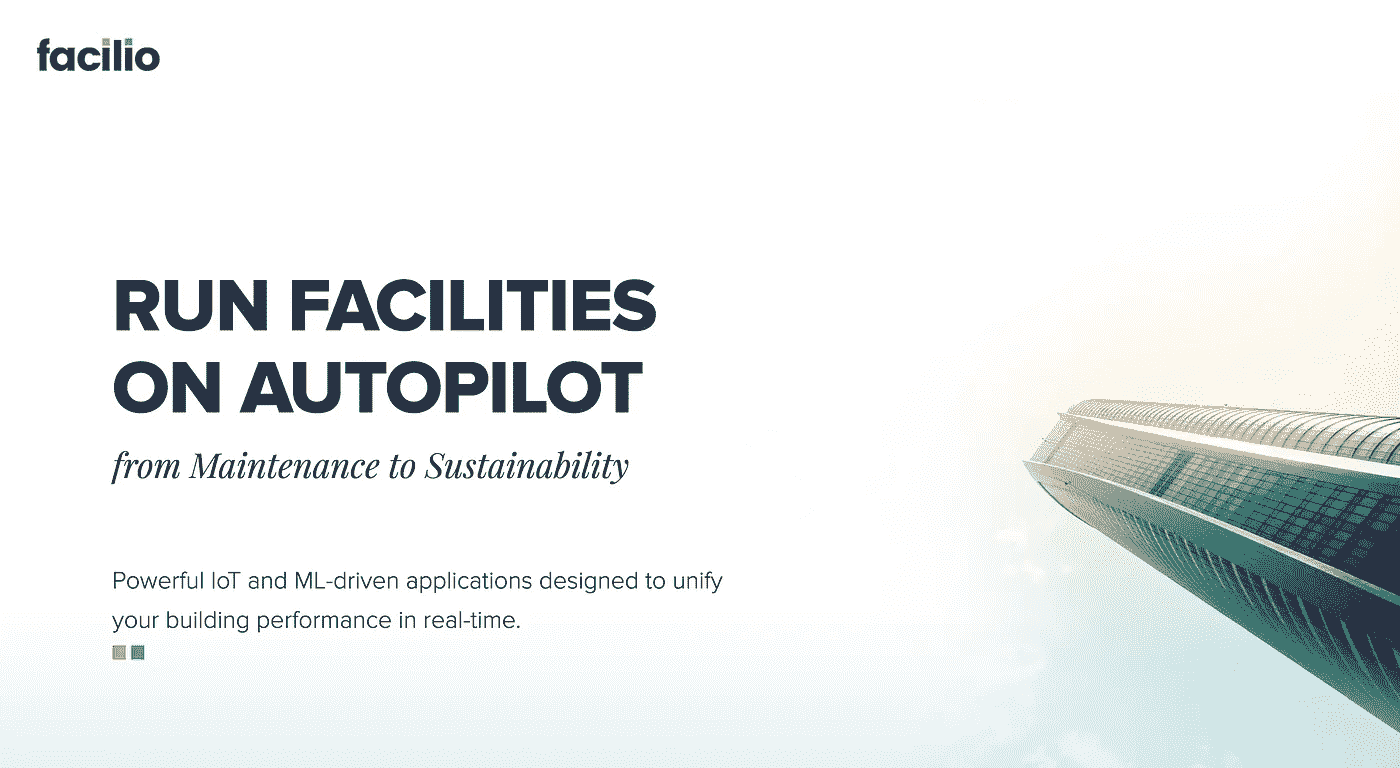 facilio
RUN FACILITIES
ON AUTOPILOT
from Maintenance to Sustainability
Powerful IoT and ML-driven applications designed to unify
your building performance in real-time.